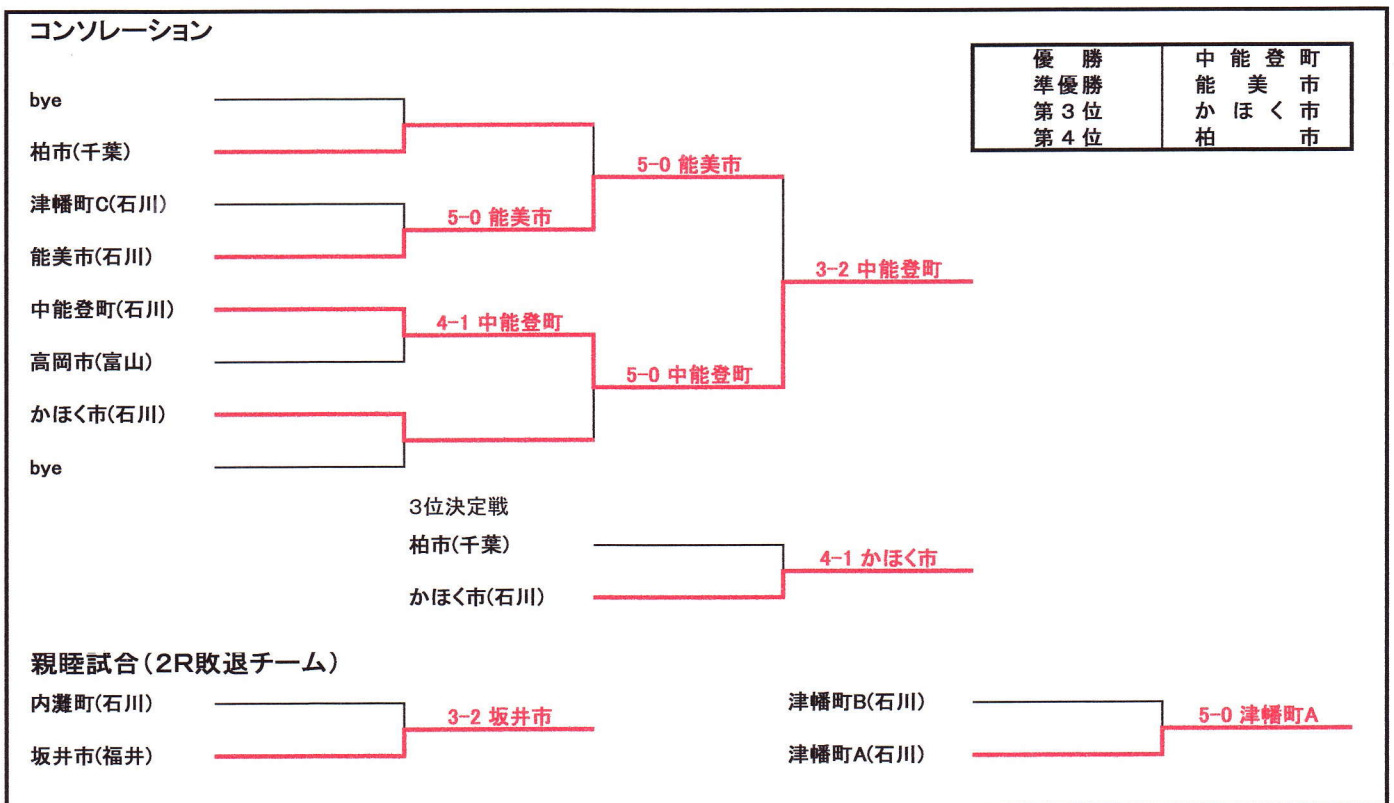 コンソレーション
優勝 中能登町
準優勝 能美市
第3位 かほく市
第4位 柏市
bye
柏市(千葉)
5-0 能美市
津幡町C(石川)
5-0 能美市
能美市(石川)
3-2 中能登町
中能登町(石川)
4-1 中能登町
高岡市(富山)
5-0 中能登町
かほく市(石川)
bye
3位決定戦
柏市(千葉)
4-1 かほく市
かほく市(石川)
親睦試合(2R敗退チーム)
内灘町(石川)
3-2 坂井市
坂井市(福井)
津幡町B(石川)
5-0 津幡町A
津幡町A(石川)